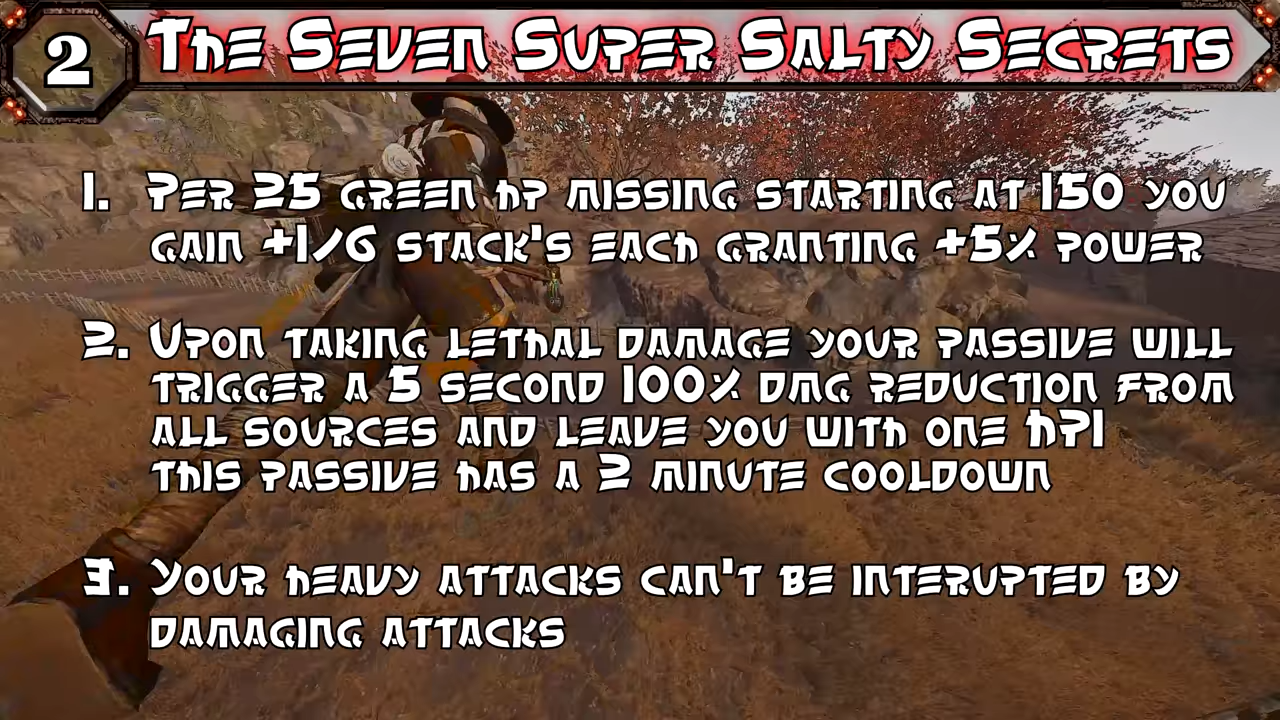 2
The Seven Super Salty Secrets
1. Per 25 green hp missing starting at 150 you
gain +1/6 stack's each granting +5% power
2. Upon taking lethal damage your passive will
trigger a 5 second 100% dmg reduction from
all sources and leave you with one hp!
this passive has a 2 minute cooldown
3. Your heavy attacks can't be interupted by
damaging attacks